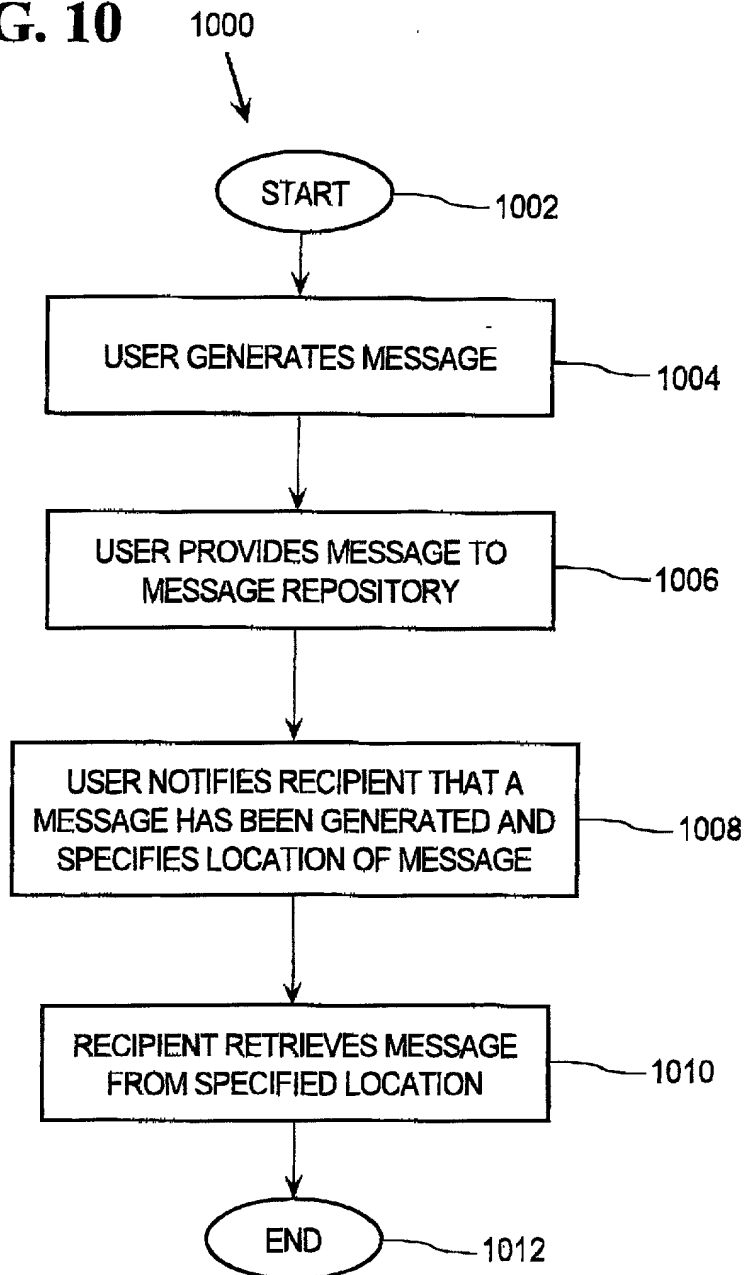 G. 10
1000
START
1002
USER GENERATES MESSAGE
1004
USER PROVIDES MESSAGE TO
MESSAGE REPOSITORY
1006
USER NOTIFIES RECIPIENT THAT A
MESSAGE HAS BEEN GENERATED AND
SPECIFIES LOCATION OF MESSAGE
1008
RECIPIENT RETRIEVES MESSAGE
FROM SPECIFIED LOCATION
1010
END
1012